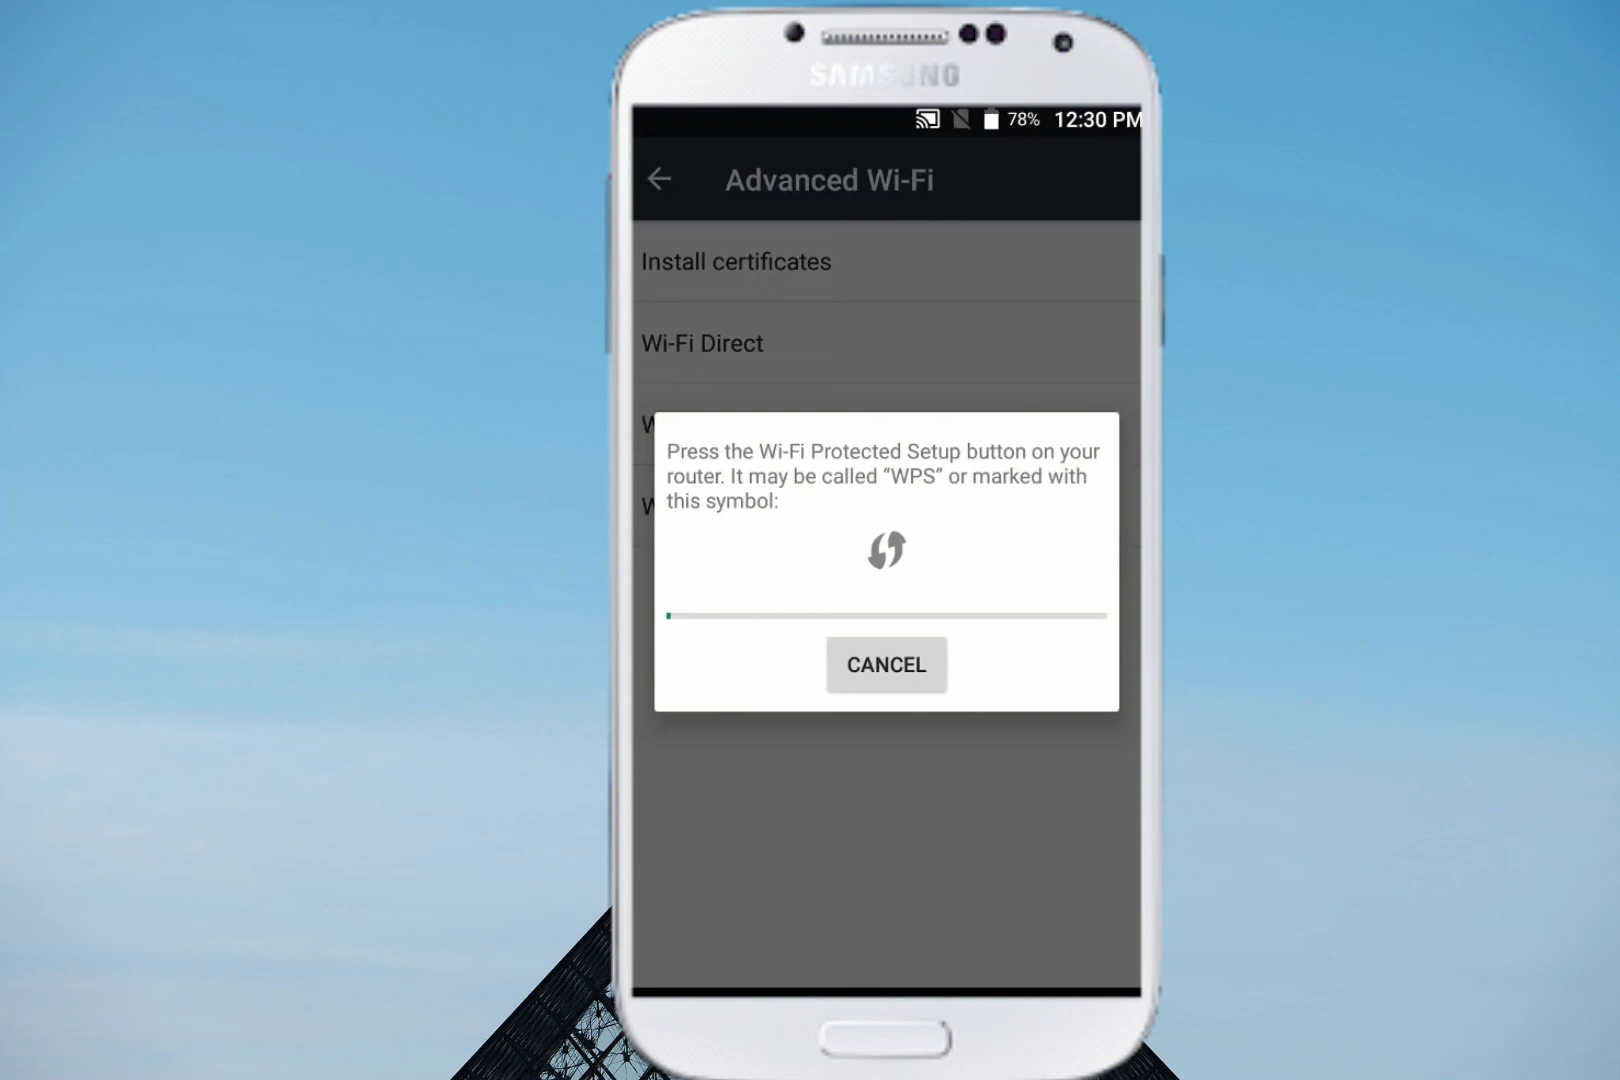 SAMSUNG
78% 12:30 PM
Advanced Wi-Fi
Install certificates
Wi-Fi Direct
W
Press the Wi-Fi Protected Setup button on your
router. It may be called “WPS” or marked with
this symbol:
W
CANCEL